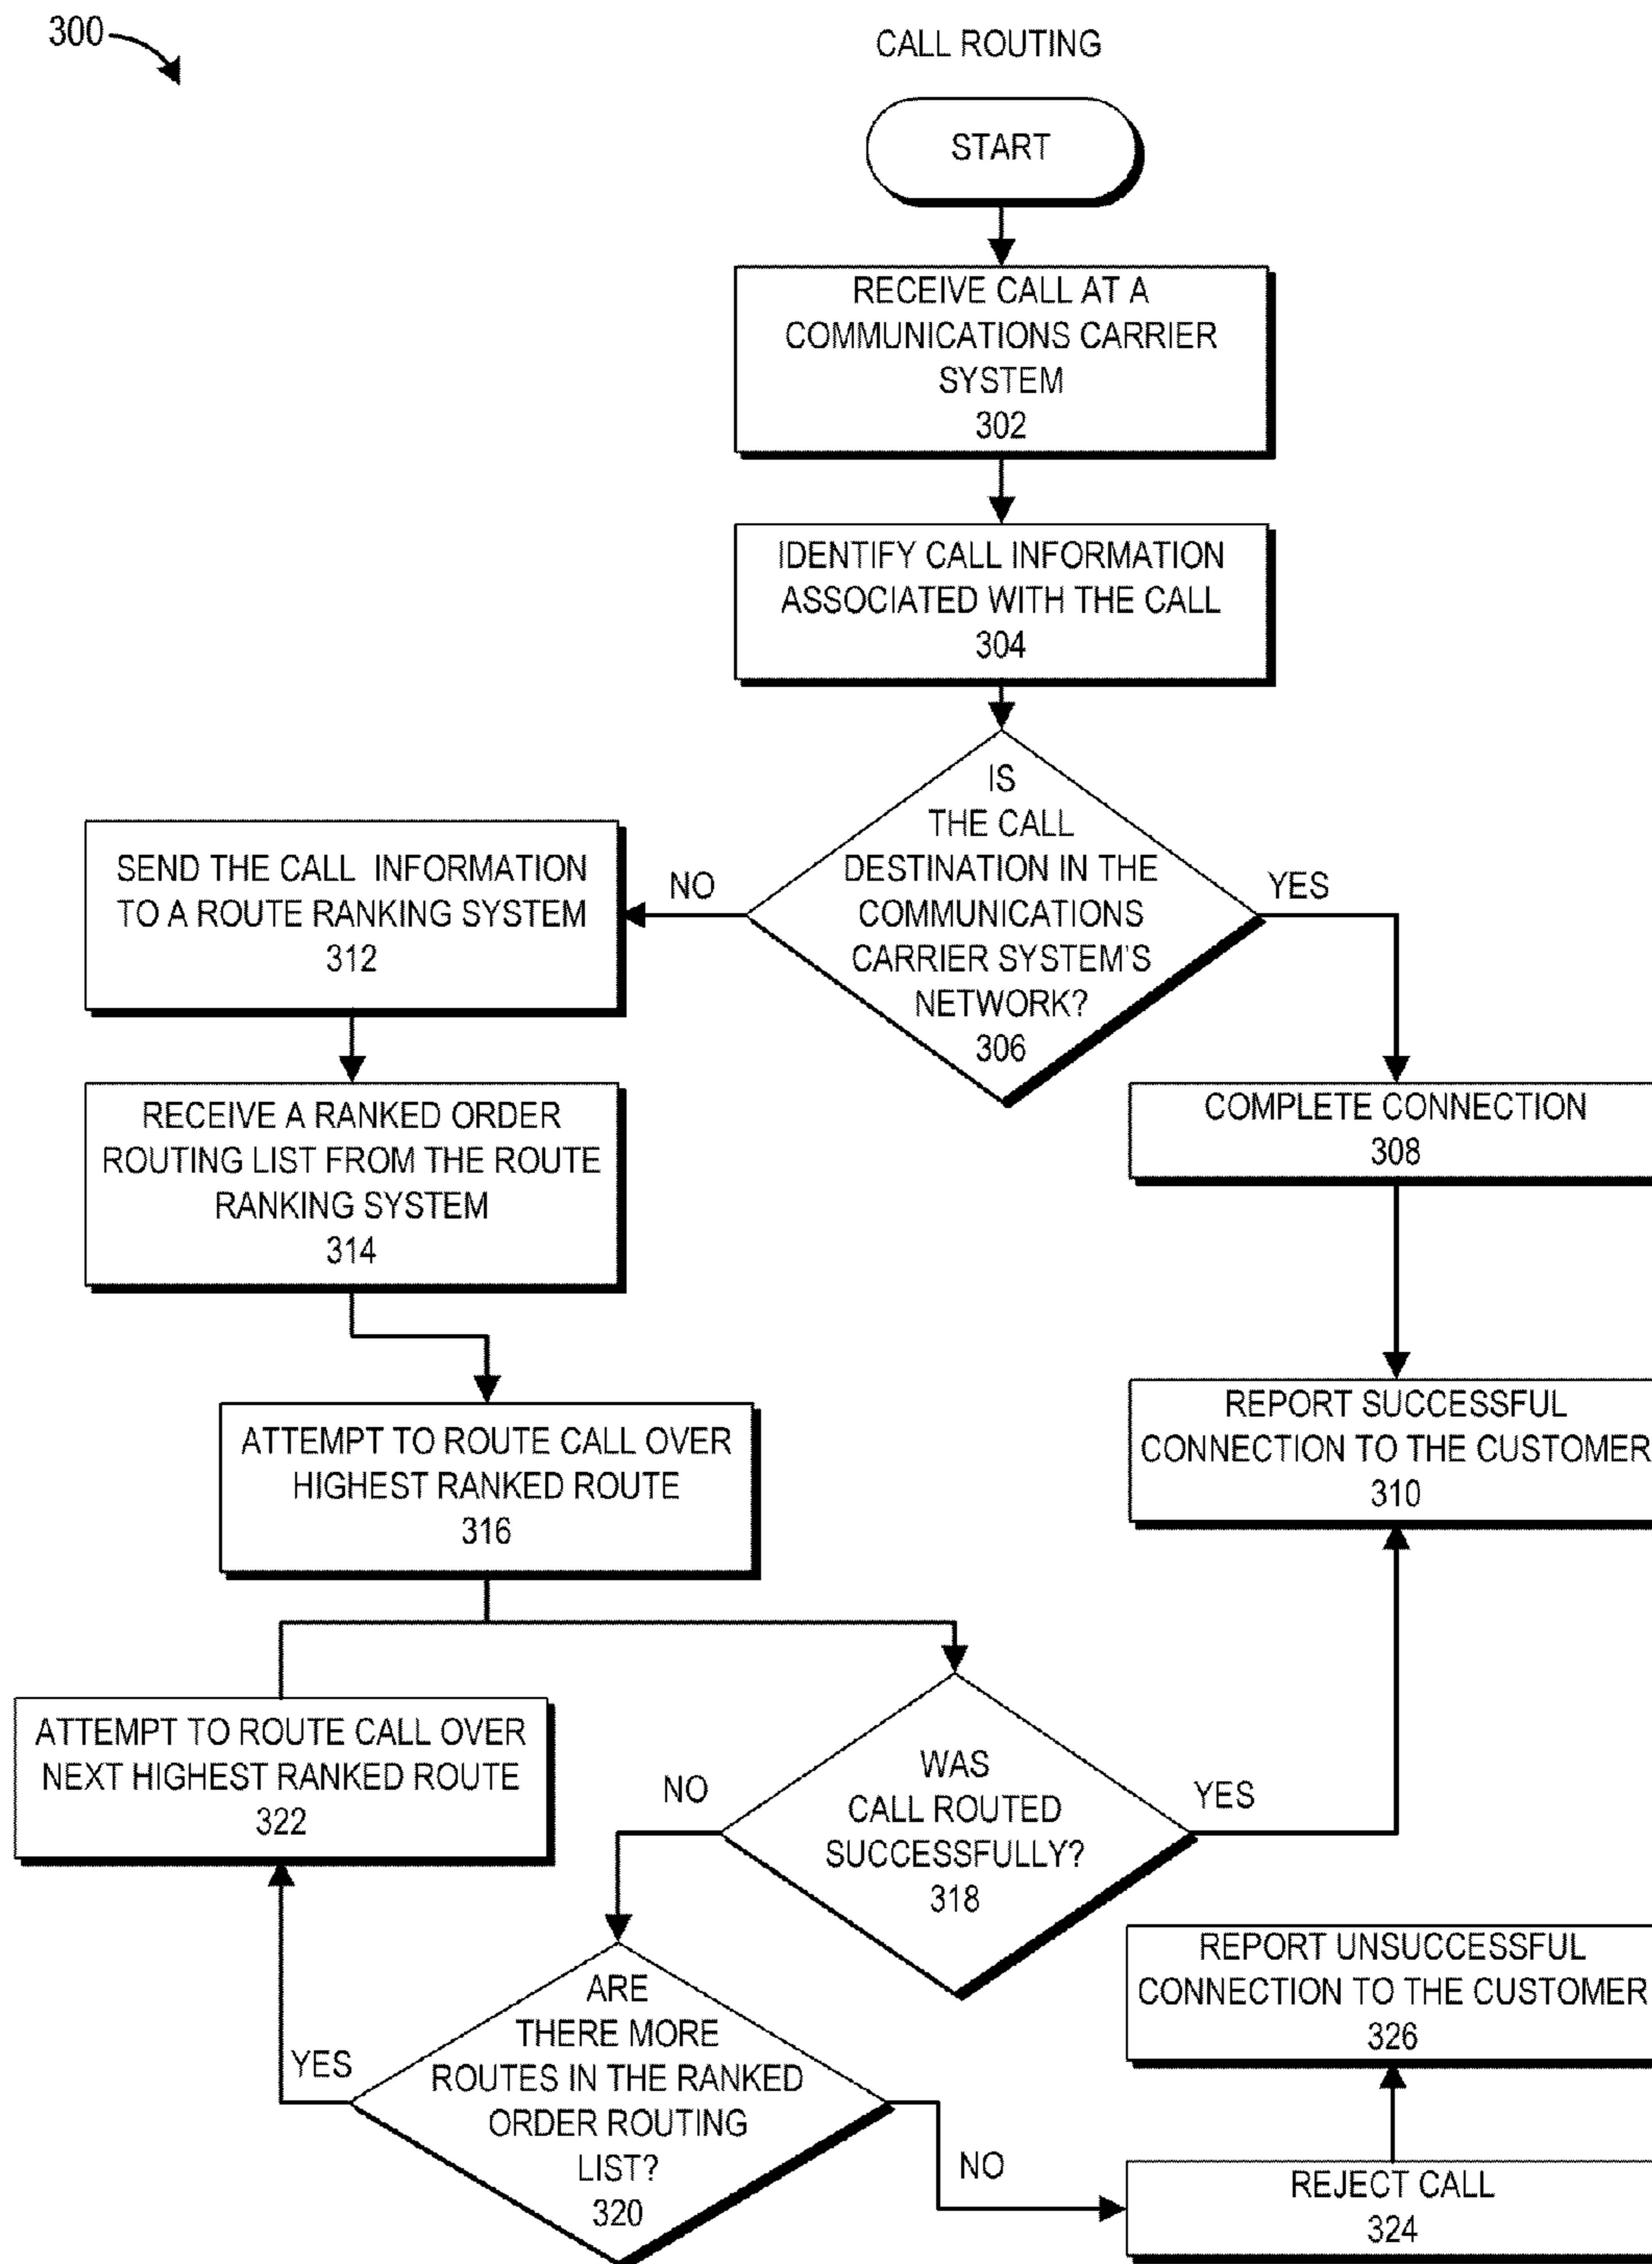 300
CALL ROUTING
START
RECEIVE CALL AT A
COMMUNICATIONS CARRIER
SYSTEM
302
IDENTIFY CALL INFORMATION
ASSOCIATED WITH THE CALL
304
IS
THE CALL
DESTINATION IN THE
COMMUNICATIONS
CARRIER SYSTEM'S
NETWORK?
306
NO
YES
SEND THE CALL INFORMATION
TO A ROUTE RANKING SYSTEM
312
RECEIVE A RANKED ORDER
ROUTING LIST FROM THE ROUTE
RANKING SYSTEM
314
COMPLETE CONNECTION
308
REPORT SUCCESSFUL
CONNECTION TO THE CUSTOMER
310
ATTEMPT TO ROUTE CALL OVER
HIGHEST RANKED ROUTE
316
ATTEMPT TO ROUTE CALL OVER
NEXT HIGHEST RANKED ROUTE
322
WAS
CALL ROUTED
SUCCESSFULLY?
318
NO
YES
ARE
THERE MORE
ROUTES IN THE RANKED
ORDER ROUTING
LIST?
320
YES
NO
REPORT UNSUCCESSFUL
CONNECTION TO THE CUSTOMER
326
REJECT CALL
324